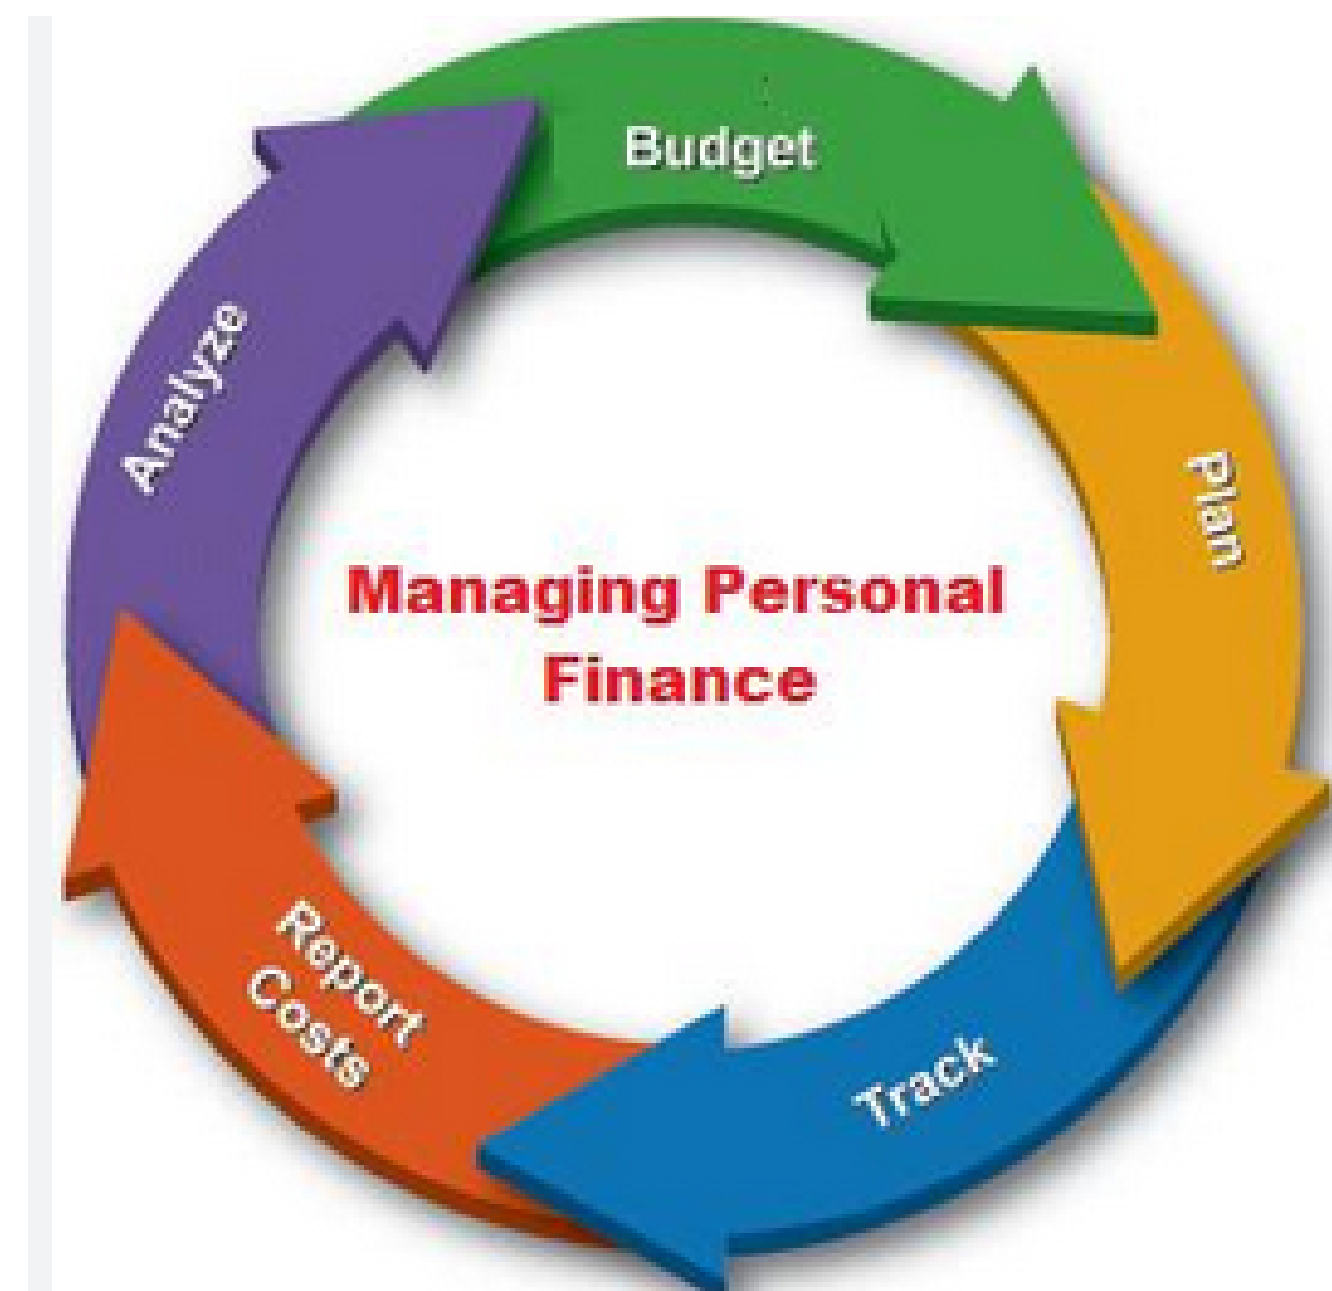 Budget
Plan
Track
Report
Costs
Analyze
Managing Personal
Finance